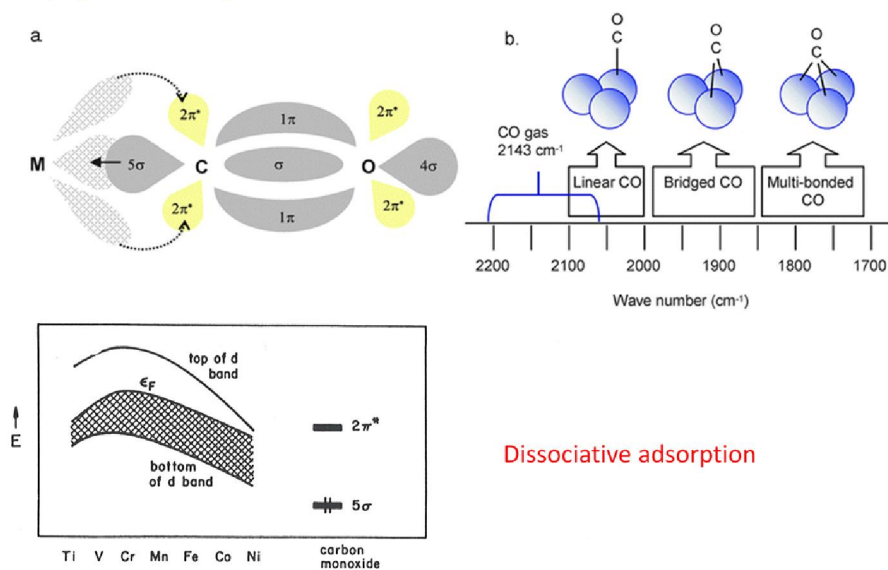 a
M
5σ
2π*
2π*
C
1π
σ
1π
O
2π*
2π*
4σ
b.
O
C
O
C
O
C
CO gas
2143 cm⁻¹
Linear CO
Bridged CO
Multi-bonded
CO
2200 2100 2000 1900 1800 1700
Wave number (cm⁻¹)
E
top of d
band
ϵF
bottom
of d band
2π*
5σ
Ti V Cr Mn Fe Co Ni
carbon
monoxide
Dissociative adsorption